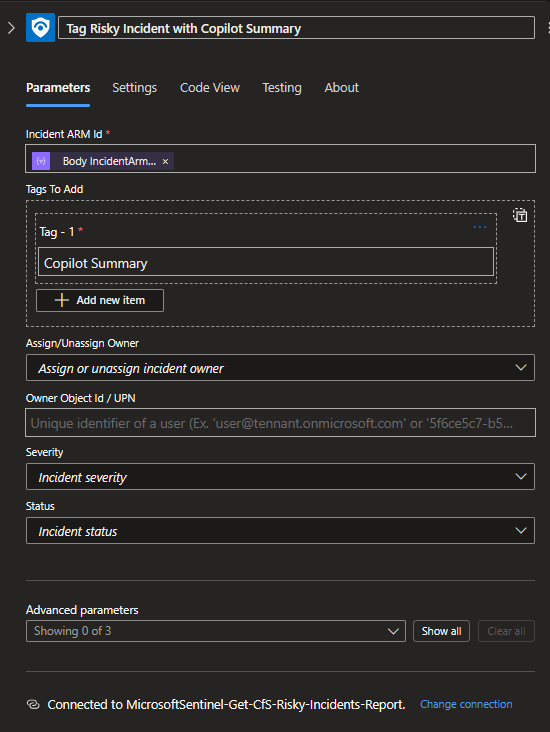 Tag Risky Incident with Copilot Summary
Parameters Settings Code View Testing About
Incident ARM Id *
Body IncidentArm... ×
Tags To Add
Tag - 1 *
Copilot Summary
Add new item
Assign/Unassign Owner
Assign or unassign incident owner
Owner Object Id / UPN
Unique identifier of a user (Ex. 'user@tennant.onmicrosoft.com' or '5f6ce5c7-b5...
Severity
Incident severity
Status
Incident status
Advanced parameters
Showing 0 of 3 Show all Clear all
Connected to MicrosoftSentinel-Get-CfS-Risky-Incidents-Report. Change connection